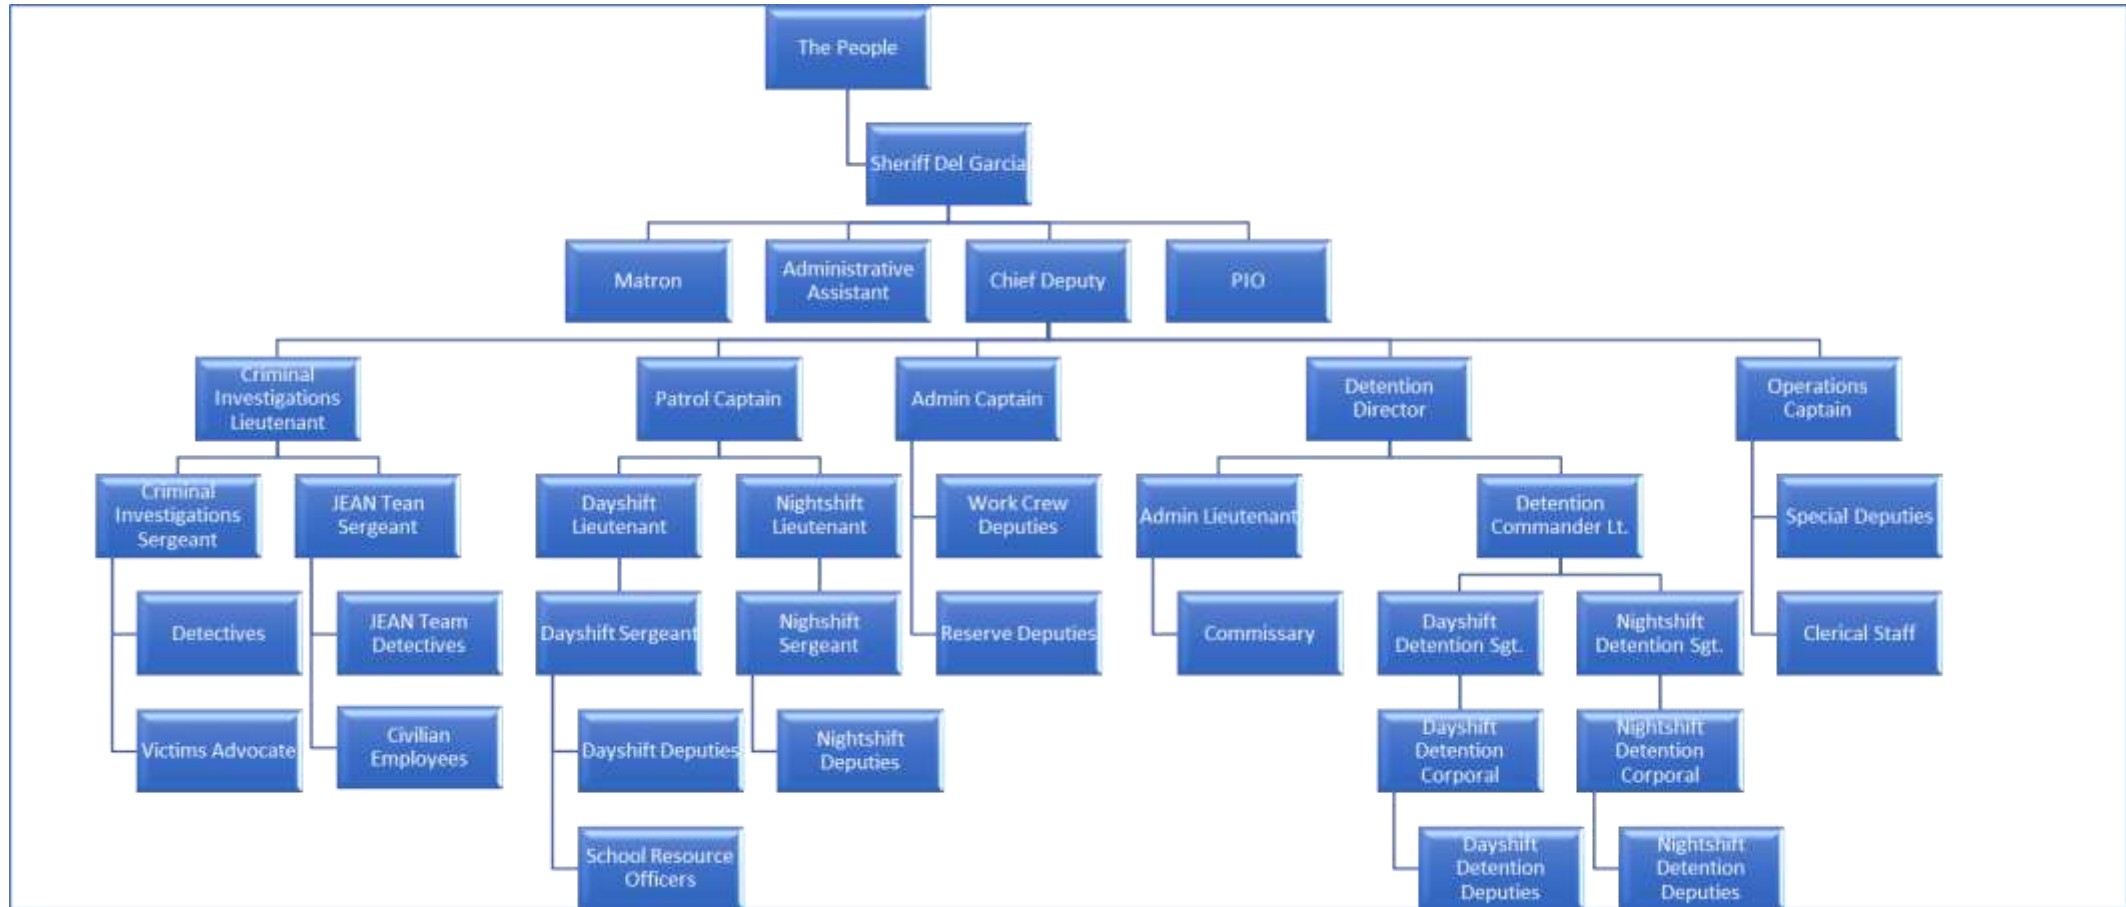 The People
Sheriff Del Garcia
Matron
Administrative
Assistant
Chief Deputy
PIO
Criminal
Investigations
Lieutenant
Patrol Captain
Admin Captain
Detention
Director
Operations
Captain
Criminal
Investigations
Sergeant
JEAN Tean
Sergeant
Dayshift
Lieutenant
Nightshift
Lieutenant
Work Crew
Deputies
Admin Lieutenant
Detention
Commander Lt.
Special Deputies
Detectives
JEAN Team
Detectives
Dayshift Sergeant
Nighshift
Sergeant
Reserve Deputies
Commissary
Dayshift
Detention Sgt.
Nightshift
Detention Sgt.
Clerical Staff
Victims Advocate
Civilian
Employees
Dayshift Deputies
Nightshift
Deputies
Dayshift
Detention
Corporal
Nightshift
Detention
Corporal
School Resource
Officers
Dayshift
Detention
Deputies
Nightshift
Detention
Deputies